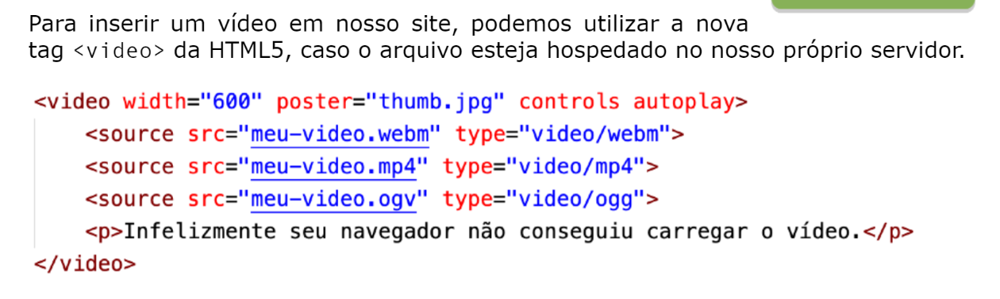 Para inserir um vídeo em nosso site, podemos utilizar a nova
tag <video> da HTML5, caso o arquivo esteja hospedado no nosso próprio servidor.
<video width="600" poster="thumb.jpg" controls autoplay>
<source src="meu-video.webm" type="video/webm">
<source src="meu-video.mp4" type="video/mp4">
<source src="meu-video.ogv" type="video/ogg">
<p>Infelizmente seu navegador não conseguiu carregar o vídeo.</p>
</video>